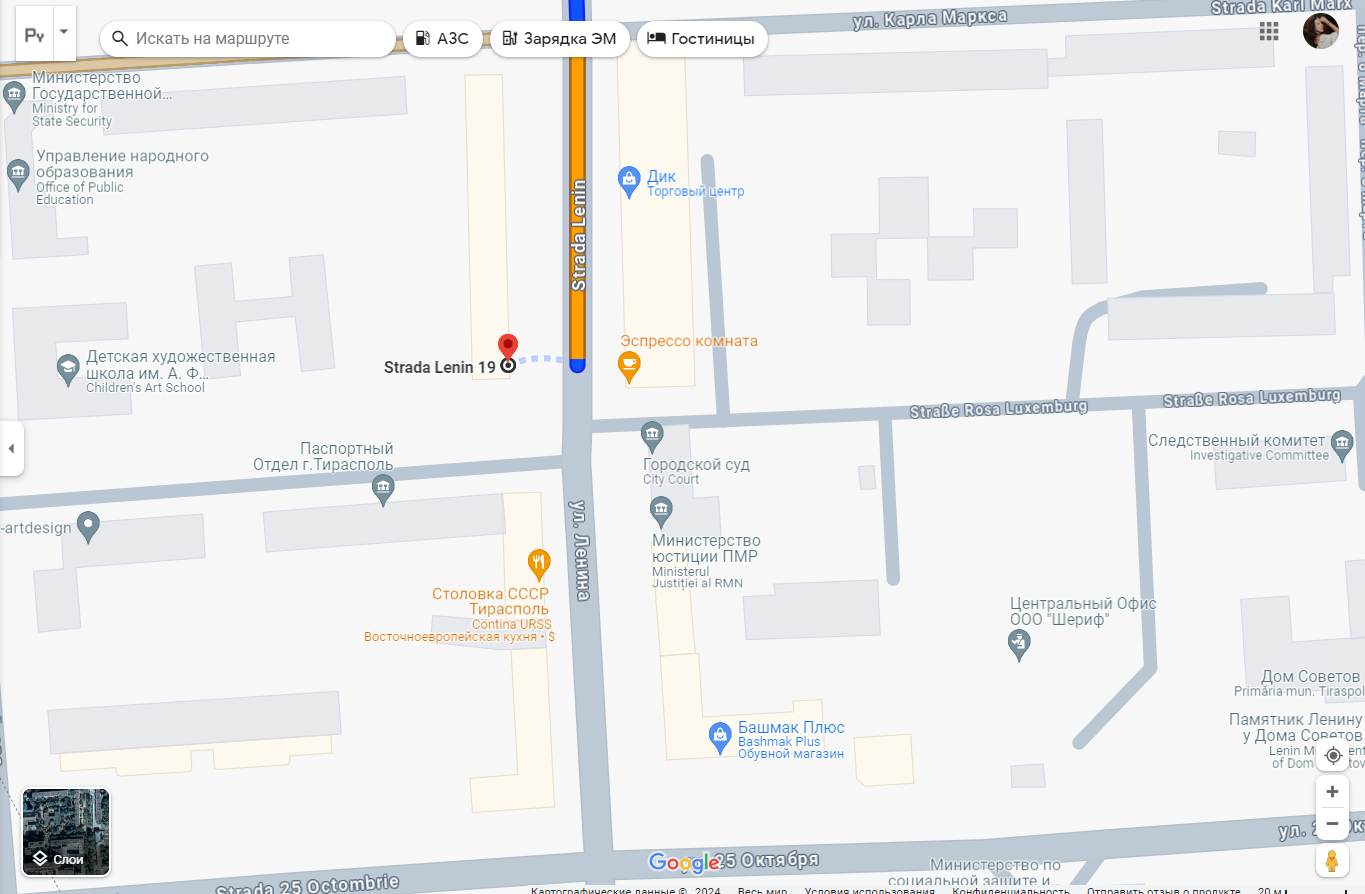 Ру
Искать на маршруте
АЗС
Зарядка ЭМ
Гостиницы
ул. Карла Маркса
Strada Karl Marx
Министерство
Государственной...
Ministry for
State Security
Управление народного
образования
Office of Public
Education
Дик
Торговый центр
Strada Lenin
Эспрессо комната
Strada Lenin 19
Детская художественная
школа им. А. Ф...
Children's Art School
Straße Rosa Luxemburg
Straße Rosa Luxemburg
Паспортный
Отдел г.Тирасполь
Городской суд
City Court
Следственный комитет
Investigative Committee
-artdesign
ул. Ленина
Министерство
юстиции ПМР
Ministerul
Justiției al RMN
Столовка СССР
Тирасполь
Contina URSS
Восточноевропейская кухня • $
Центральный Офис
ООО "Шериф"
Дом Советов
Primăria mun. Tiraspol
Памятник Ленину
у Дома Советов
Lenin M
of Dom
Башмак Плюс
Bashmak Plus
Обувной магазин
Слои
Google
25 Октября
ул.
Strada 25 Octombrie
Министерство по
социальной защите и...
Картографические данные © 2024
Весь мир
Условия использования
Конфиденциальность
Отправить отзыв о продукте
20 м